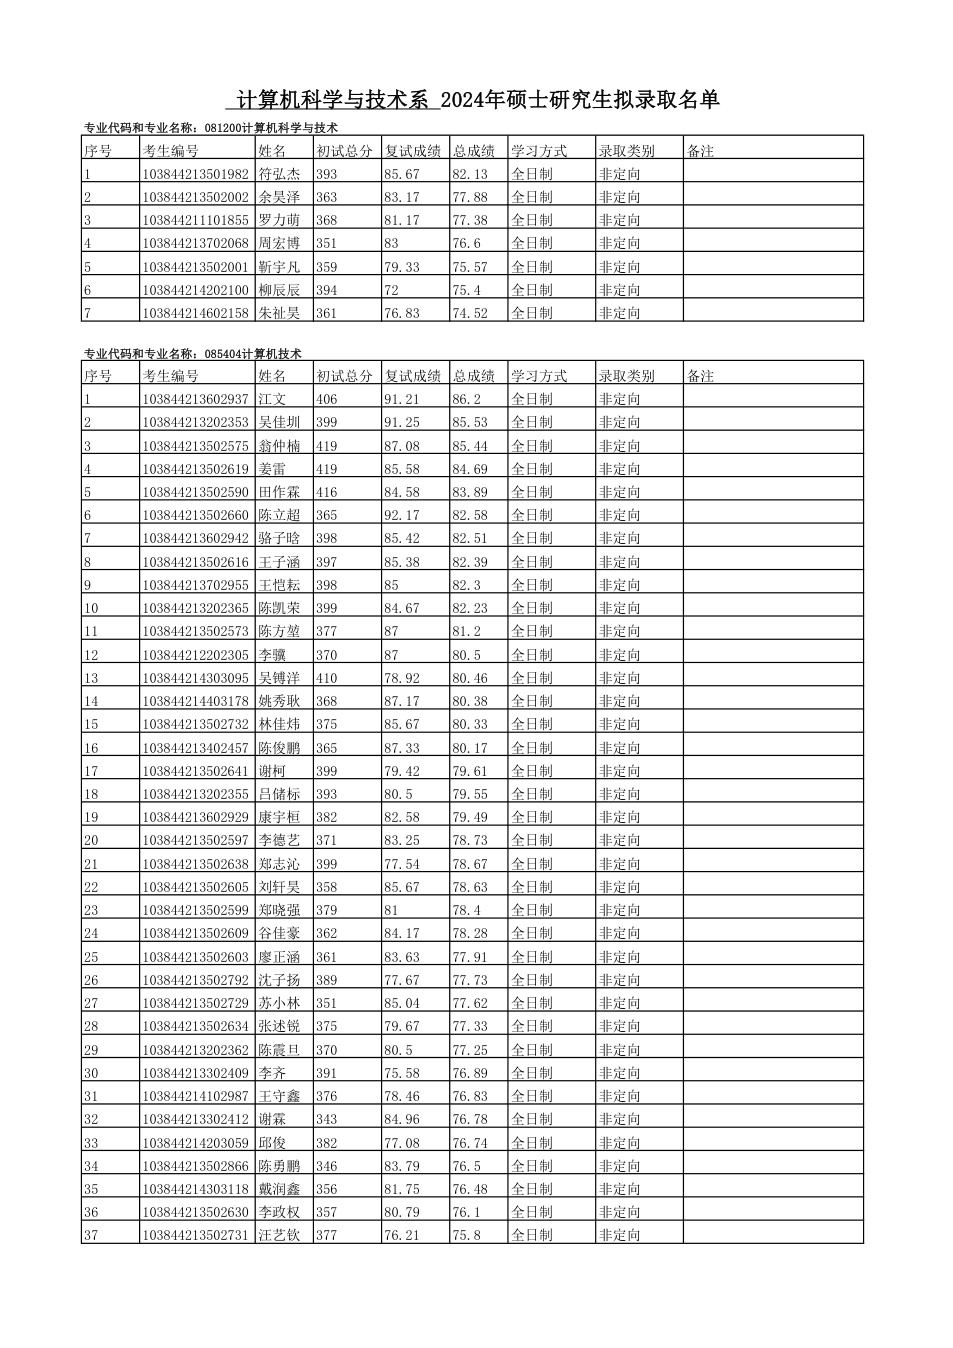 计算机科学与技术系 2024年硕士研究生拟录取名单
专业代码和专业名称：081200计算机科学与技术
序号 考生编号 姓名 初试总分 复试成绩 总成绩 学习方式 录取类别 备注
1 103844213501982 符弘杰 393 85.67 82.13 全日制 非定向
2 103844213502002 余昊泽 363 83.17 77.88 全日制 非定向
3 103844211101855 罗力萌 368 81.17 77.38 全日制 非定向
4 103844213702068 周宏博 351 83 76.6 全日制 非定向
5 103844213502001 靳宇凡 359 79.33 75.57 全日制 非定向
6 103844214202100 柳辰辰 394 72 75.4 全日制 非定向
7 103844214602158 朱祉昊 361 76.83 74.52 全日制 非定向
专业代码和专业名称：085404计算机技术
序号 考生编号 姓名 初试总分 复试成绩 总成绩 学习方式 录取类别 备注
1 103844213602937 江文 406 91.21 86.2 全日制 非定向
2 103844213202353 吴佳圳 399 91.25 85.53 全日制 非定向
3 103844213502575 翁仲楠 419 87.08 85.44 全日制 非定向
4 103844213502619 姜雷 419 85.58 84.69 全日制 非定向
5 103844213502590 田作霖 416 84.58 83.89 全日制 非定向
6 103844213502660 陈立超 365 92.17 82.58 全日制 非定向
7 103844213602942 骆子晗 398 85.42 82.51 全日制 非定向
8 103844213502616 王子涵 397 85.38 82.39 全日制 非定向
9 103844213702955 王恺耘 398 85 82.3 全日制 非定向
10 103844213202365 陈凯荣 399 84.67 82.23 全日制 非定向
11 103844213502573 陈方堃 377 87 81.2 全日制 非定向
12 103844212202305 李骥 370 87 80.5 全日制 非定向
13 103844214303095 吴镈洋 410 78.92 80.46 全日制 非定向
14 103844214403178 姚秀耿 368 87.17 80.38 全日制 非定向
15 103844213502732 林佳炜 375 85.67 80.33 全日制 非定向
16 103844213402457 陈俊鹏 365 87.33 80.17 全日制 非定向
17 103844213502641 谢柯 399 79.42 79.61 全日制 非定向
18 103844213202355 吕储标 393 80.5 79.55 全日制 非定向
19 103844213602929 康宇桓 382 82.58 79.49 全日制 非定向
20 103844213502597 李德艺 371 83.25 78.73 全日制 非定向
21 103844213502638 郑志沁 399 77.54 78.67 全日制 非定向
22 103844213502605 刘轩昊 358 85.67 78.63 全日制 非定向
23 103844213502599 郑晓强 379 81 78.4 全日制 非定向
24 103844213502609 谷佳豪 362 84.17 78.28 全日制 非定向
25 103844213502603 廖正涵 361 83.63 77.91 全日制 非定向
26 103844213502792 沈子扬 389 77.67 77.73 全日制 非定向
27 103844213502729 苏小林 351 85.04 77.62 全日制 非定向
28 103844213502634 张述锐 375 79.67 77.33 全日制 非定向
29 103844213202362 陈震旦 370 80.5 77.25 全日制 非定向
30 103844213302409 李齐 391 75.58 76.89 全日制 非定向
31 103844214102987 王守鑫 376 78.46 76.83 全日制 非定向
32 103844213302412 谢霖 343 84.96 76.78 全日制 非定向
33 103844214203059 邱俊 382 77.08 76.74 全日制 非定向
34 103844213502866 陈勇鹏 346 83.79 76.5 全日制 非定向
35 103844214303118 戴润鑫 356 81.75 76.48 全日制 非定向
36 103844213502630 李政权 357 80.79 76.1 全日制 非定向
37 103844213502731 汪艺钦 377 76.21 75.8 全日制 非定向